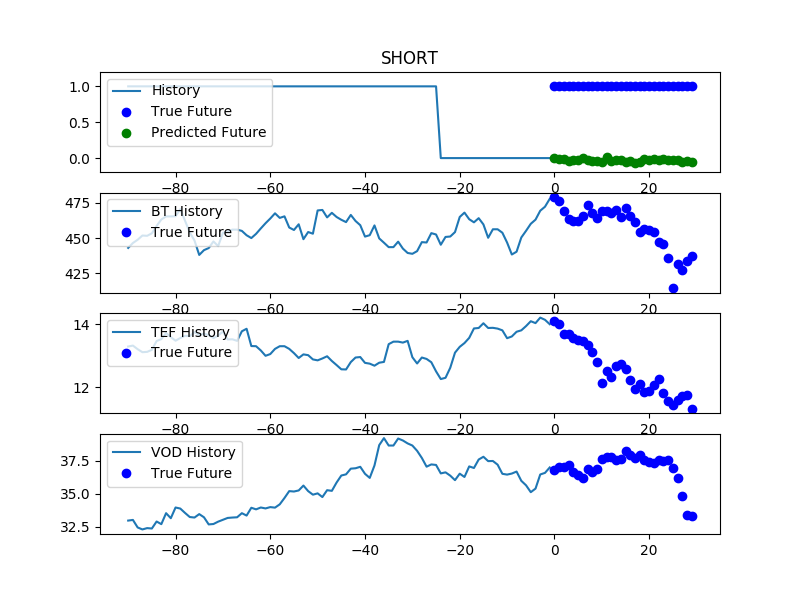 SHORT
1.0
0.5
0.0
History
True Future
Predicted Future
−80 −60 −40 −20 0 20
475
450
425
BT History
True Future
−80 −60 −40 −20 0 20
14
12
TEF History
True Future
−80 −60 −40 −20 0 20
37.5
35.0
32.5
VOD History
True Future
−80 −60 −40 −20 0 20